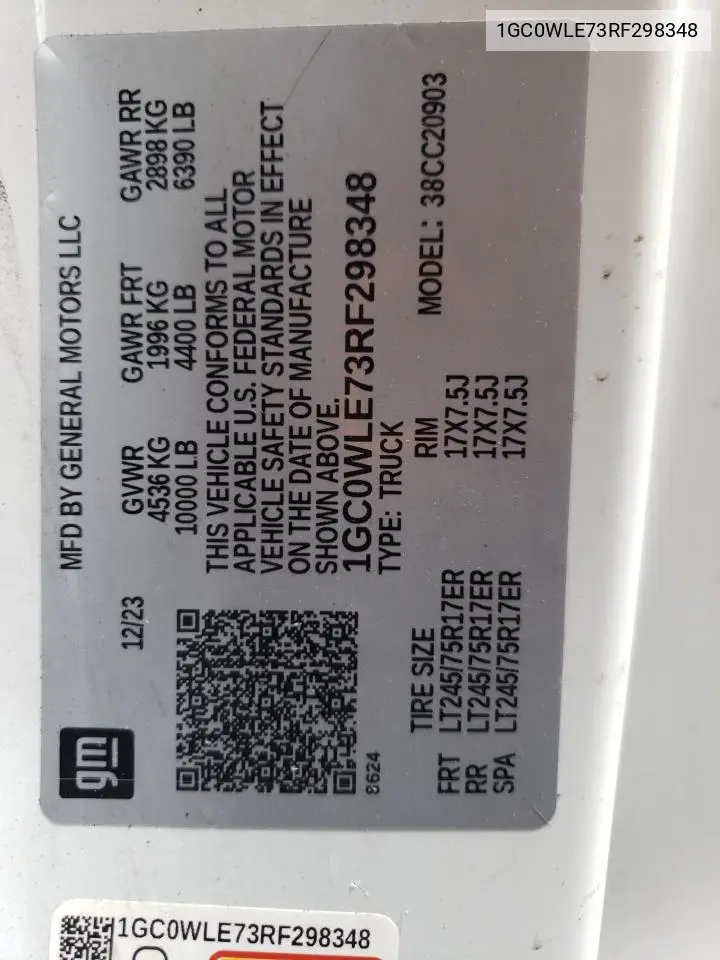 1GC0WLE73RF298348
MFD BY GENERAL MOTORS LLC
gm
12/23
GVWR GAWR FRT GAWR RR
4536 KG 1996 KG 2898 KG
10000 LB 4400 LB 6390 LB
THIS VEHICLE CONFORMS TO ALL
APPLICABLE U.S. FEDERAL MOTOR
VEHICLE SAFETY STANDARDS IN EFFECT
ON THE DATE OF MANUFACTURE
SHOWN ABOVE.
1GC0WLE73RF298348
TYPE: TRUCK
8624
TIRE SIZE RIM MODEL: 38CC20903
FRT LT245/75R17ER 17X7.5J
RR LT245/75R17ER 17X7.5J
SPA LT245/75R17ER 17X7.5J
1GC0WLE73RF298348